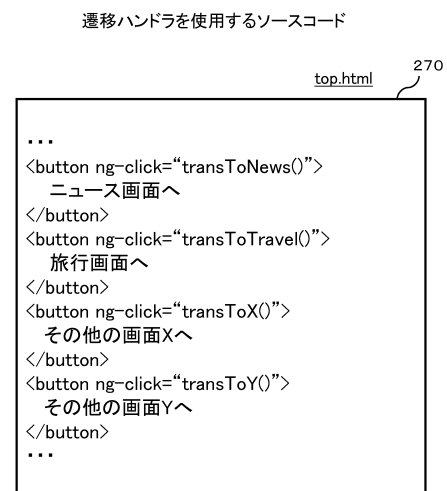 遷移ハンドラを使用するソースコード
270
top.html
・・・
<button ng-click=“transToNews()”>
ニュース画面へ
</button>
<button ng-click=“transToTravel()”>
旅行画面へ
</button>
<button ng-click=“transToX()”>
その他の画面Xへ
</button>
<button ng-click=“transToY()”>
その他の画面Yへ
</button>
・・・